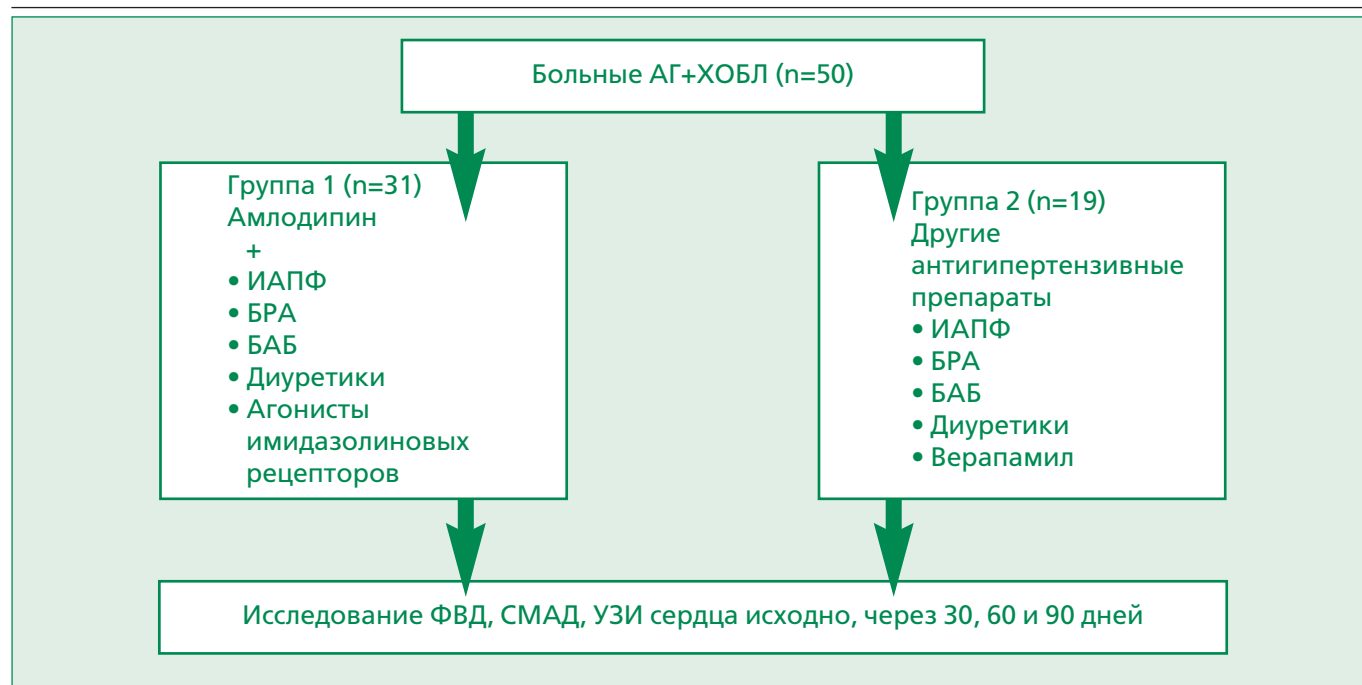 Больные АГ+ХОБЛ (n=50)
Группа 1 (n=31)
Амлодипин
+
• ИАПФ
• БРА
• БАБ
• Диуретики
• Агонисты
имидазолиновых
рецепторов
Группа 2 (n=19)
Другие
антигипертензивные
препараты
• ИАПФ
• БРА
• БАБ
• Диуретики
• Верапамил
Исследование ФВД, СМАД, УЗИ сердца исходно, через 30, 60 и 90 дней